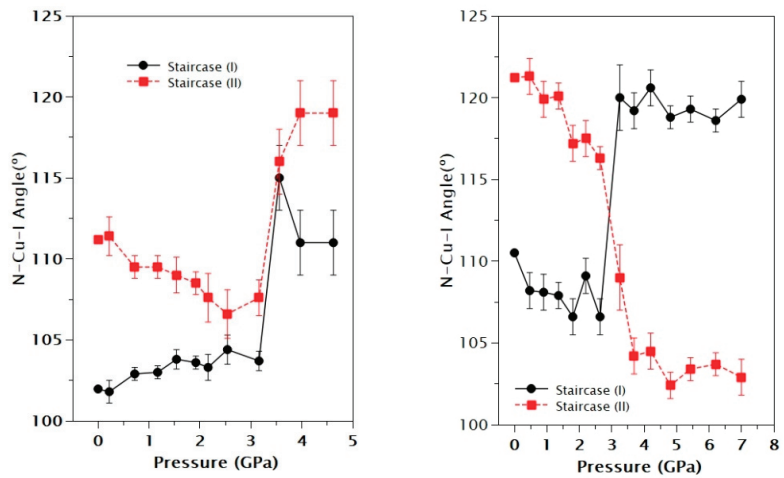 125
120
115
110
105
100
N-Cu-I Angle(º)
Staircase (I)
Staircase (II)
0 1 2 3 4 5
Pressure (GPa)
125
120
115
110
105
100
N-Cu-I Angle(º)
Staircase (I)
Staircase (II)
0 1 2 3 4 5 6 7 8
Pressure (GPa)